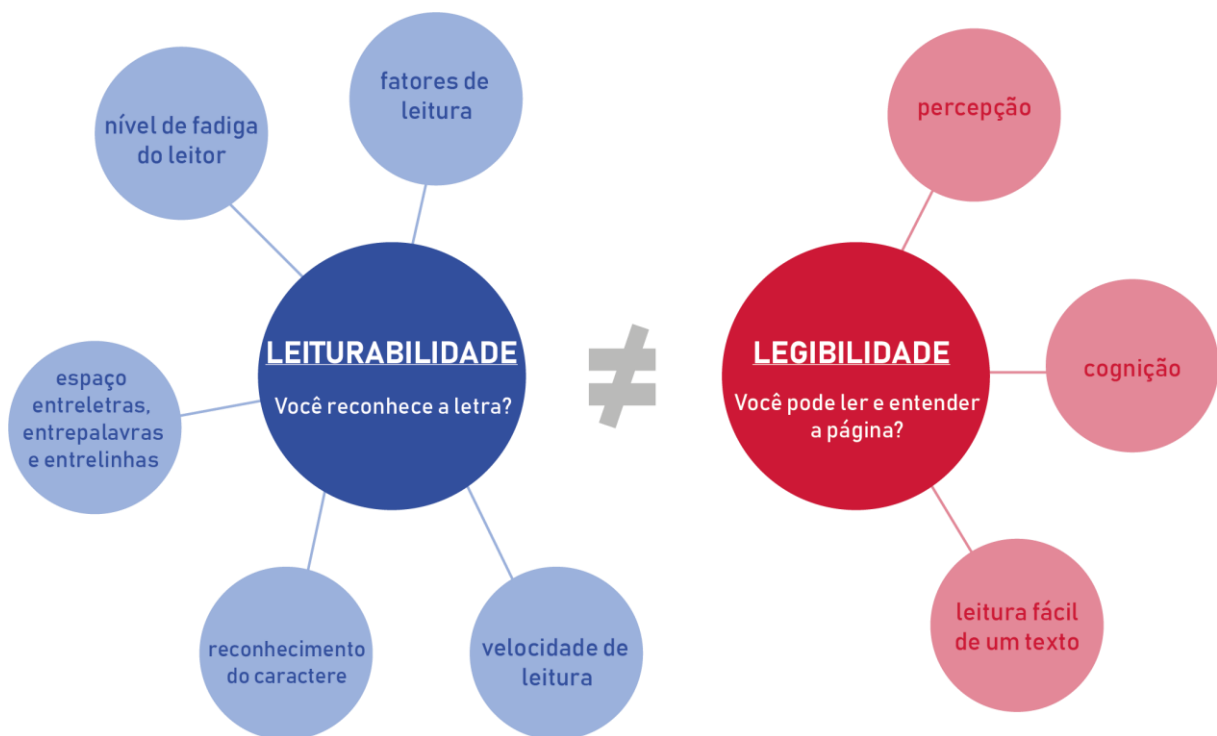 fatores de
leitura
nível de fadiga
do leitor
LEITURABILIDADE
Você reconhece a letra?
espaço
entreletras,
entrepalavras
e entrelinhas
reconhecimento
do caractere
velocidade de
leitura
≠
percepção
LEGIBILIDADE
Você pode ler e entender
a página?
cognição
leitura fácil
de um texto